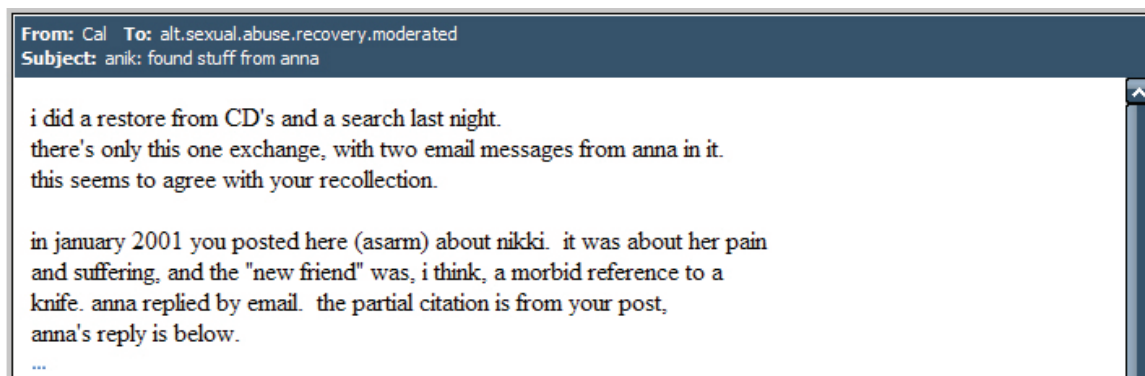 From: Cal To: alt.sexual.abuse.recovery.moderated
Subject: anik: found stuff from anna
i did a restore from CD's and a search last night.
there's only this one exchange, with two email messages from anna in it.
this seems to agree with your recollection.
in january 2001 you posted here (asarm) about nikki. it was about her pain
and suffering, and the "new friend" was, i think, a morbid reference to a
knife. anna replied by email. the partial citation is from your post,
anna's reply is below.
...